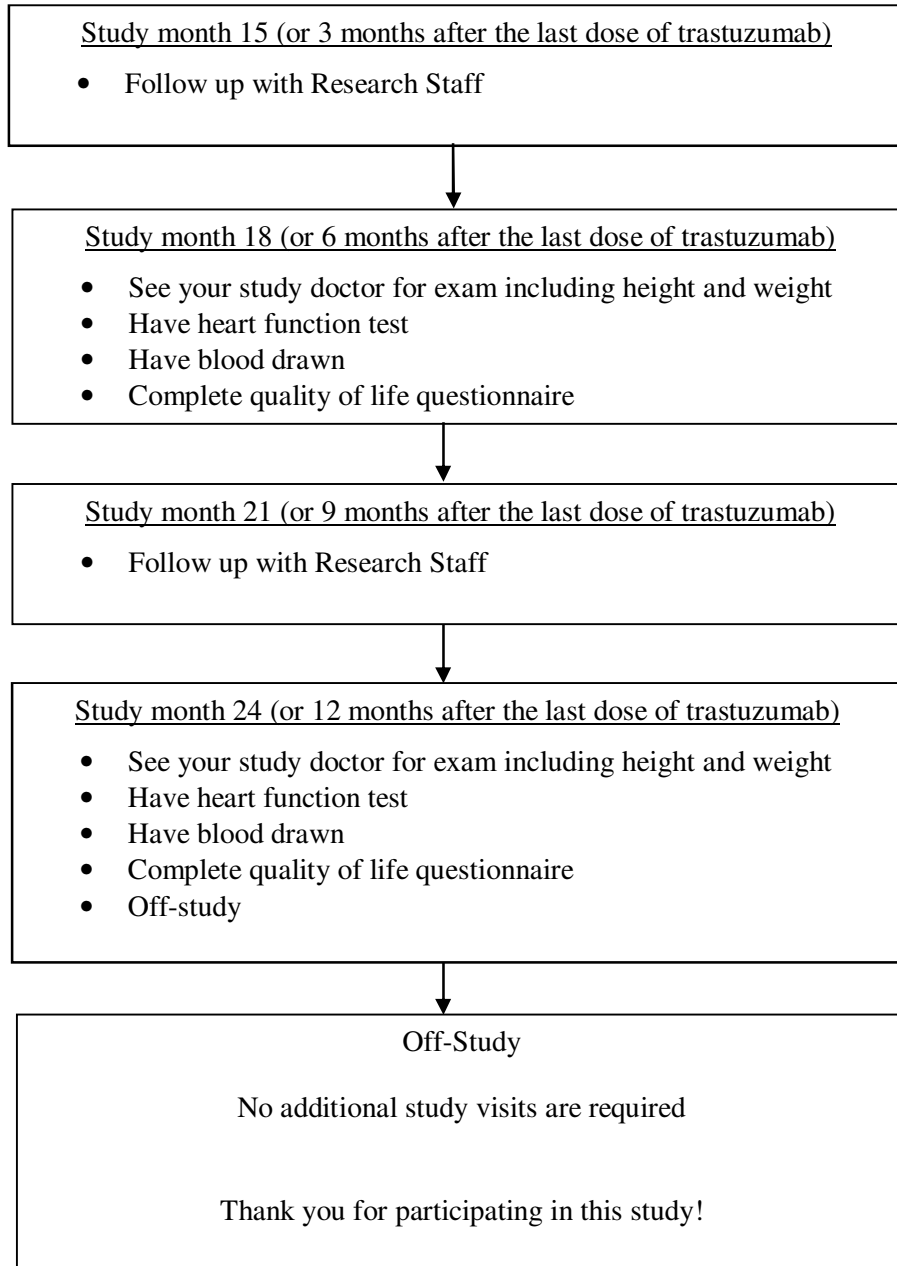 Study month 15 (or 3 months after the last dose of trastuzumab)
• Follow up with Research Staff
Study month 18 (or 6 months after the last dose of trastuzumab)
• See your study doctor for exam including height and weight
• Have heart function test
• Have blood drawn
• Complete quality of life questionnaire
Study month 21 (or 9 months after the last dose of trastuzumab)
• Follow up with Research Staff
Study month 24 (or 12 months after the last dose of trastuzumab)
• See your study doctor for exam including height and weight
• Have heart function test
• Have blood drawn
• Complete quality of life questionnaire
• Off-study
Off-Study
No additional study visits are required
Thank you for participating in this study!